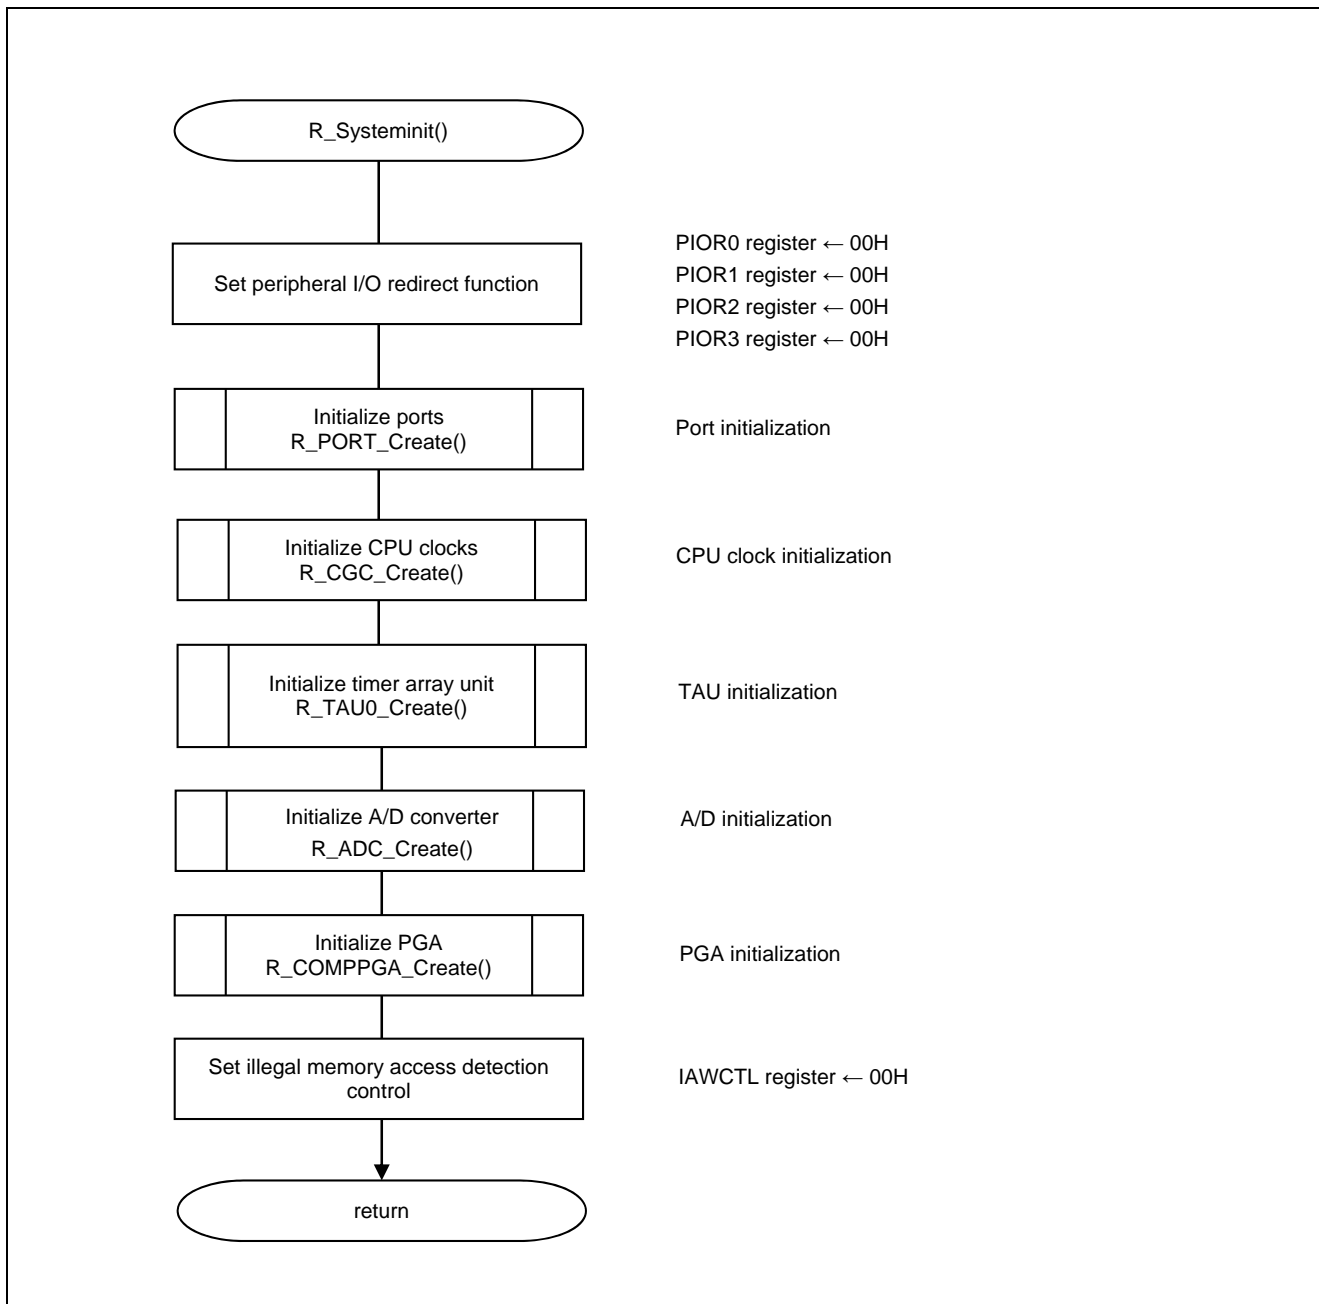 R_Systeminit()
Set peripheral I/O redirect function
PIOR0 register ← 00H
PIOR1 register ← 00H
PIOR2 register ← 00H
PIOR3 register ← 00H
Initialize ports
R_PORT_Create()
Port initialization
Initialize CPU clocks
R_CGC_Create()
CPU clock initialization
Initialize timer array unit
R_TAU0_Create()
TAU initialization
Initialize A/D converter
R_ADC_Create()
A/D initialization
Initialize PGA
R_COMPPGA_Create()
PGA initialization
Set illegal memory access detection
control
IAWCTL register ← 00H
return